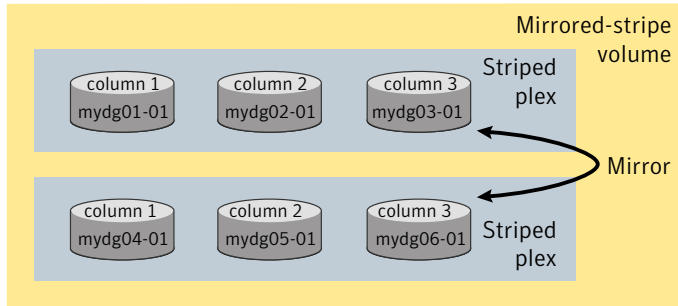 Mirrored-stripe
volume
Striped
plex
column 1
mydg01-01
column 2
mydg02-01
column 3
mydg03-01
Mirror
column 1
mydg04-01
column 2
mydg05-01
column 3
mydg06-01
Striped
plex